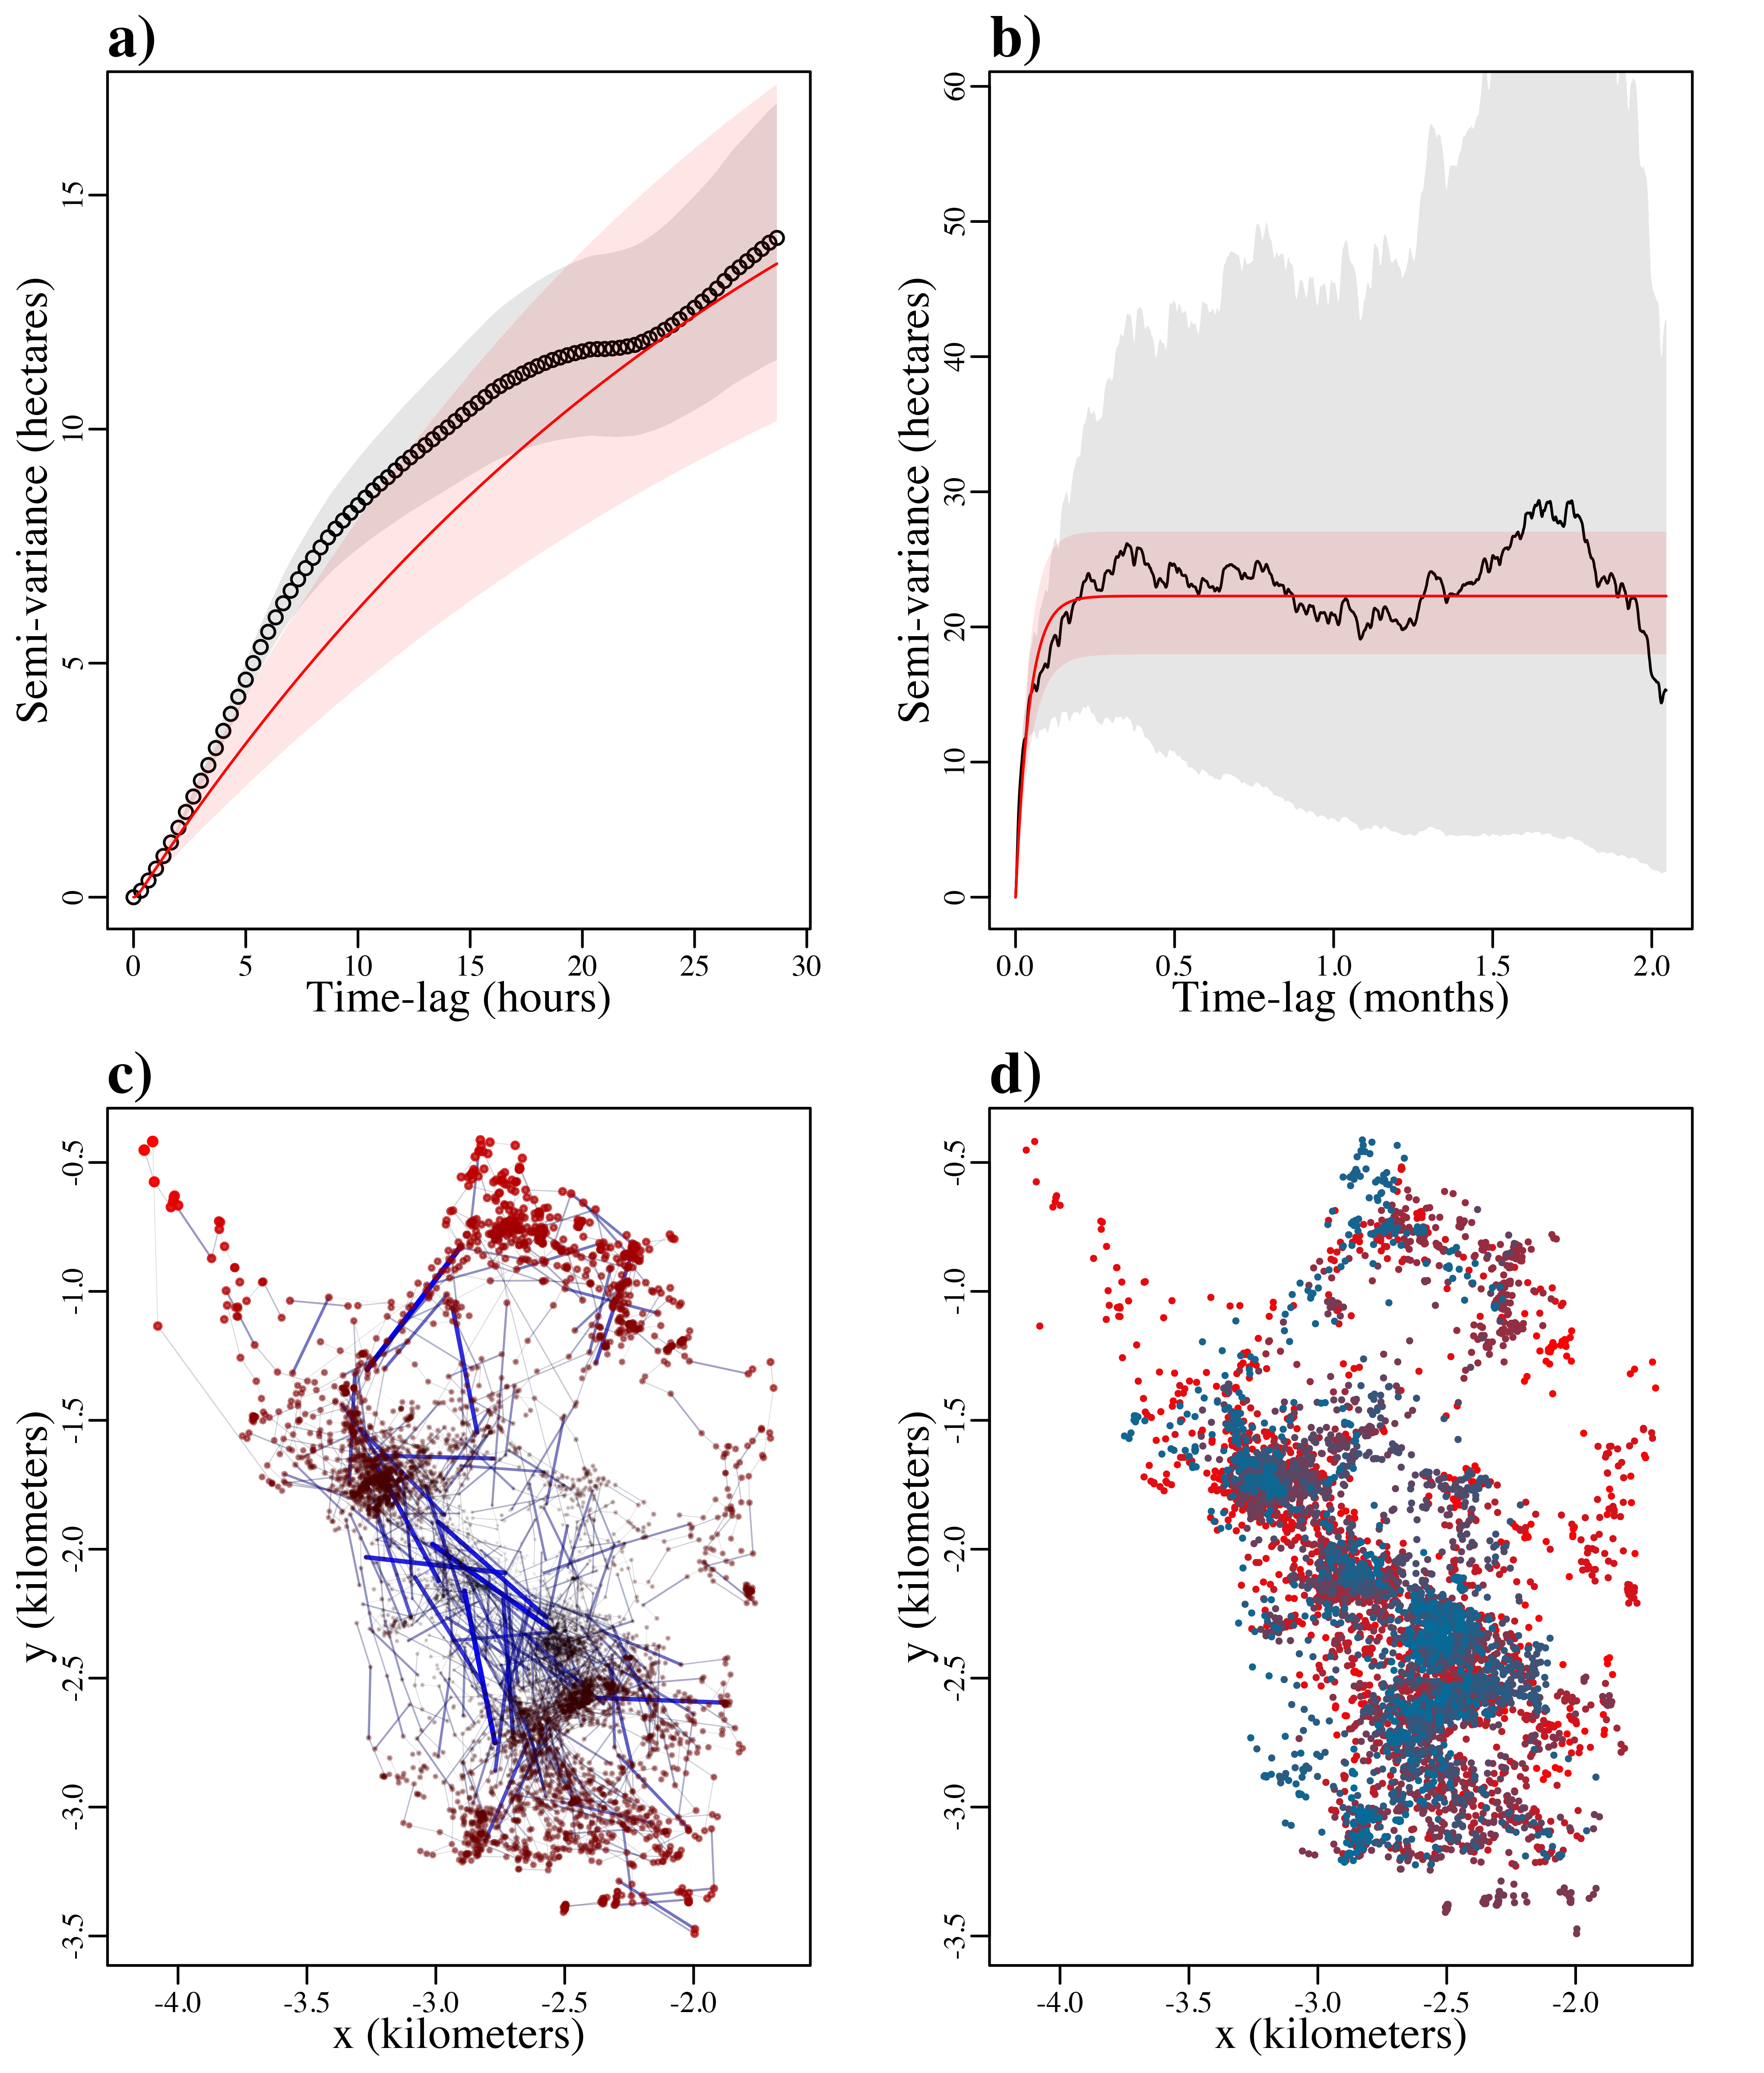 a)
Semi-variance (hectares)
0
5
10
15
0 5 10 15 20 25 30
Time-lag (hours)
b)
Semi-variance (hectares)
0
10
20
30
40
50
60
0.0 0.5 1.0 1.5 2.0
Time-lag (months)
c)
y (kilometers)
-0.5
-1.0
-1.5
-2.0
-2.5
-3.0
-3.5
-4.0 -3.5 -3.0 -2.5 -2.0
x (kilometers)
d)
y (kilometers)
-0.5
-1.0
-1.5
-2.0
-2.5
-3.0
-3.5
-4.0 -3.5 -3.0 -2.5 -2.0
x (kilometers)